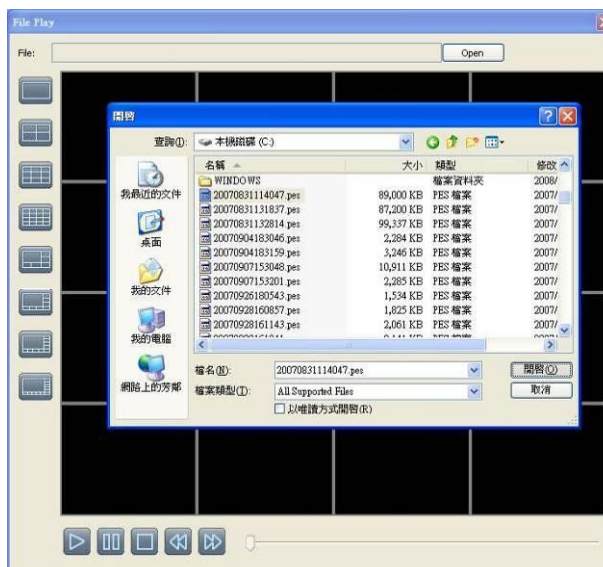 File Play
File:
Open
開啓
查詢(I):
本機磁碟 (C:)
名稱 大小 類型 修改
WINDOWS 檔案資料夾 2008/
20070831114047.pes 89,000 KB PES 檔案 2007/
20070831131837.pes 87,200 KB PES 檔案 2007/
20070831132814.pes 99,337 KB PES 檔案 2007/
20070904183046.pes 2,284 KB PES 檔案 2007/
20070904183159.pes 3,246 KB PES 檔案 2007/
20070907153048.pes 10,911 KB PES 檔案 2007/
20070907153201.pes 2,285 KB PES 檔案 2007/
20070926180543.pes 1,534 KB PES 檔案 2007/
20070928160857.pes 1,825 KB PES 檔案 2007/
20070928161143.pes 2,061 KB PES 檔案 2007/
我最近的文件
桌面
我的文件
我的電腦
網路上的芳鄰
檔名(N): 20070831114047.pes 開啓(O)
檔案類型(T): All Supported Files 取消
以唯讀方式開啓(R)